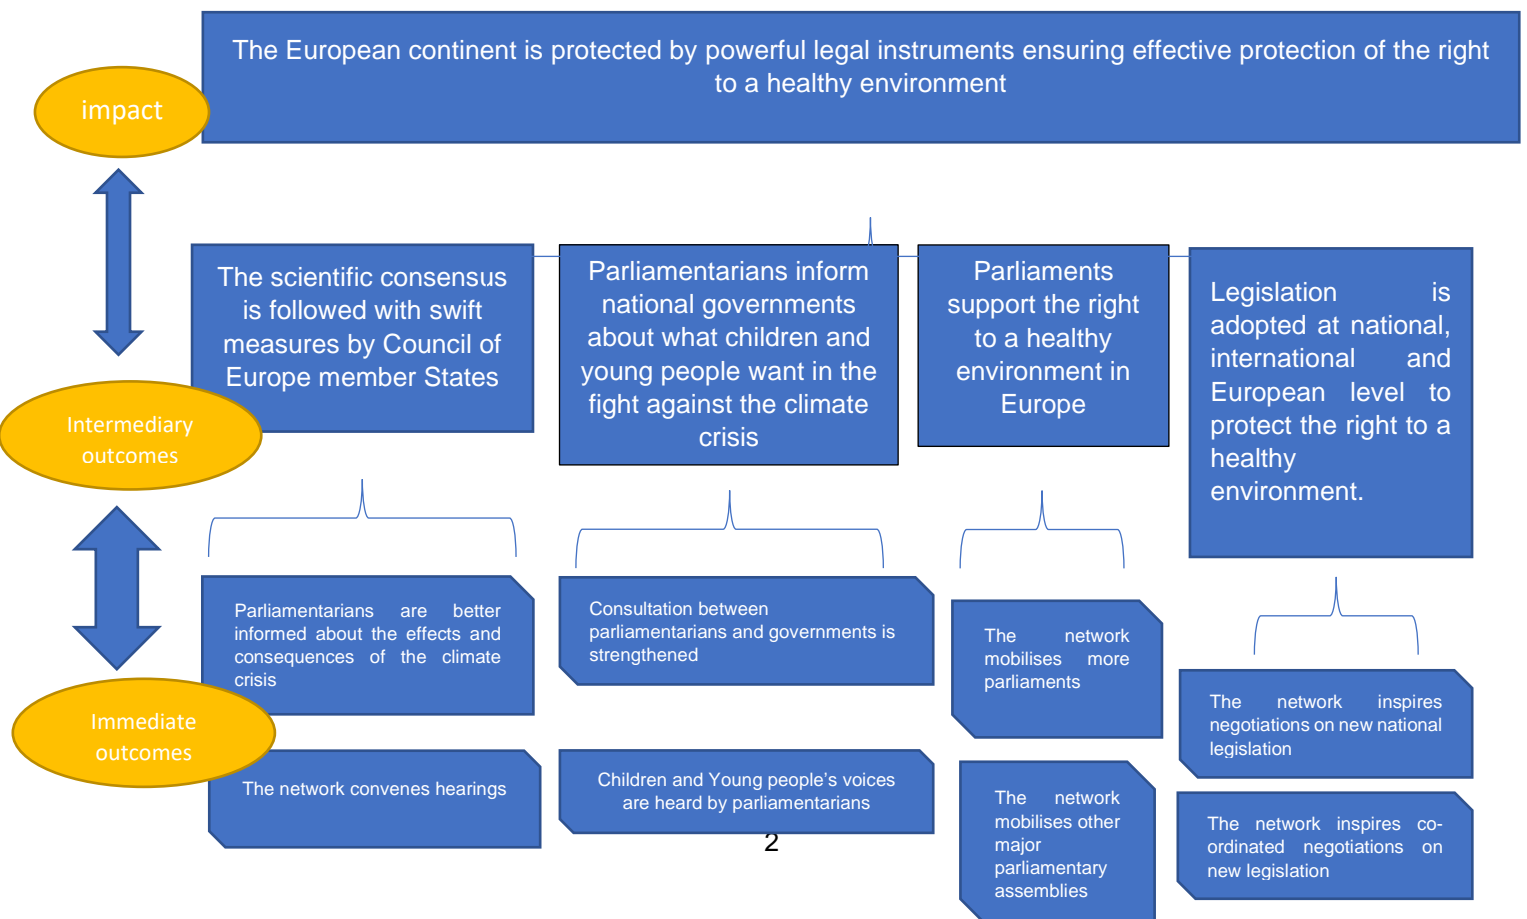 The European continent is protected by powerful legal instruments ensuring effective protection of the right
to a healthy environment
impact
The scientific consensus
is followed with swift
measures by Council of
Europe member States
Parliamentarians inform
national governments
about what children and
young people want in the
fight against the climate
crisis
Parliaments
support the right
to a healthy
environment in
Europe
Legislation is
adopted at national,
international and
European level to
protect the right to a
healthy
environment.
Intermediary
outcomes
Parliamentarians are better
informed about the effects and
consequences of the climate
crisis
Consultation between
parliamentarians and governments is
strengthened
The network
mobilises more
parliaments
The network inspires
negotiations on new national
legislation
Immediate
outcomes
The network convenes hearings
Children and Young people’s voices
are heard by parliamentarians
The network
mobilises other
major
parliamentary
assemblies
The network inspires co-
ordinated negotiations on
new legislation
2